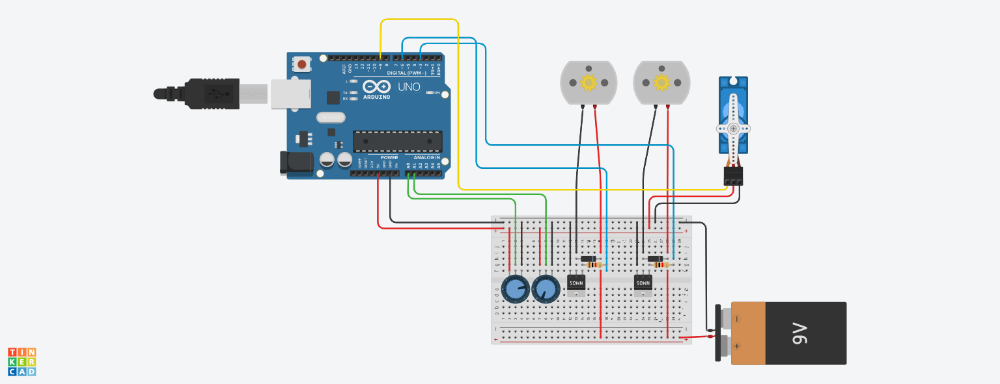 AREF
GND
13
12
~11
~10
~9
8
7
~6
~5
4
~3
2
TX→1
RX←0
DIGITAL (PWM~)
L
TX
RX
ARDUINO
UNO
ON
IOREF
RESET
3.3V
5V
GND
GND
Vin
POWER
ANALOG IN
A0
A1
A2
A3
A4
A5
NMOS
NMOS
9V
TIN
KER
CAD